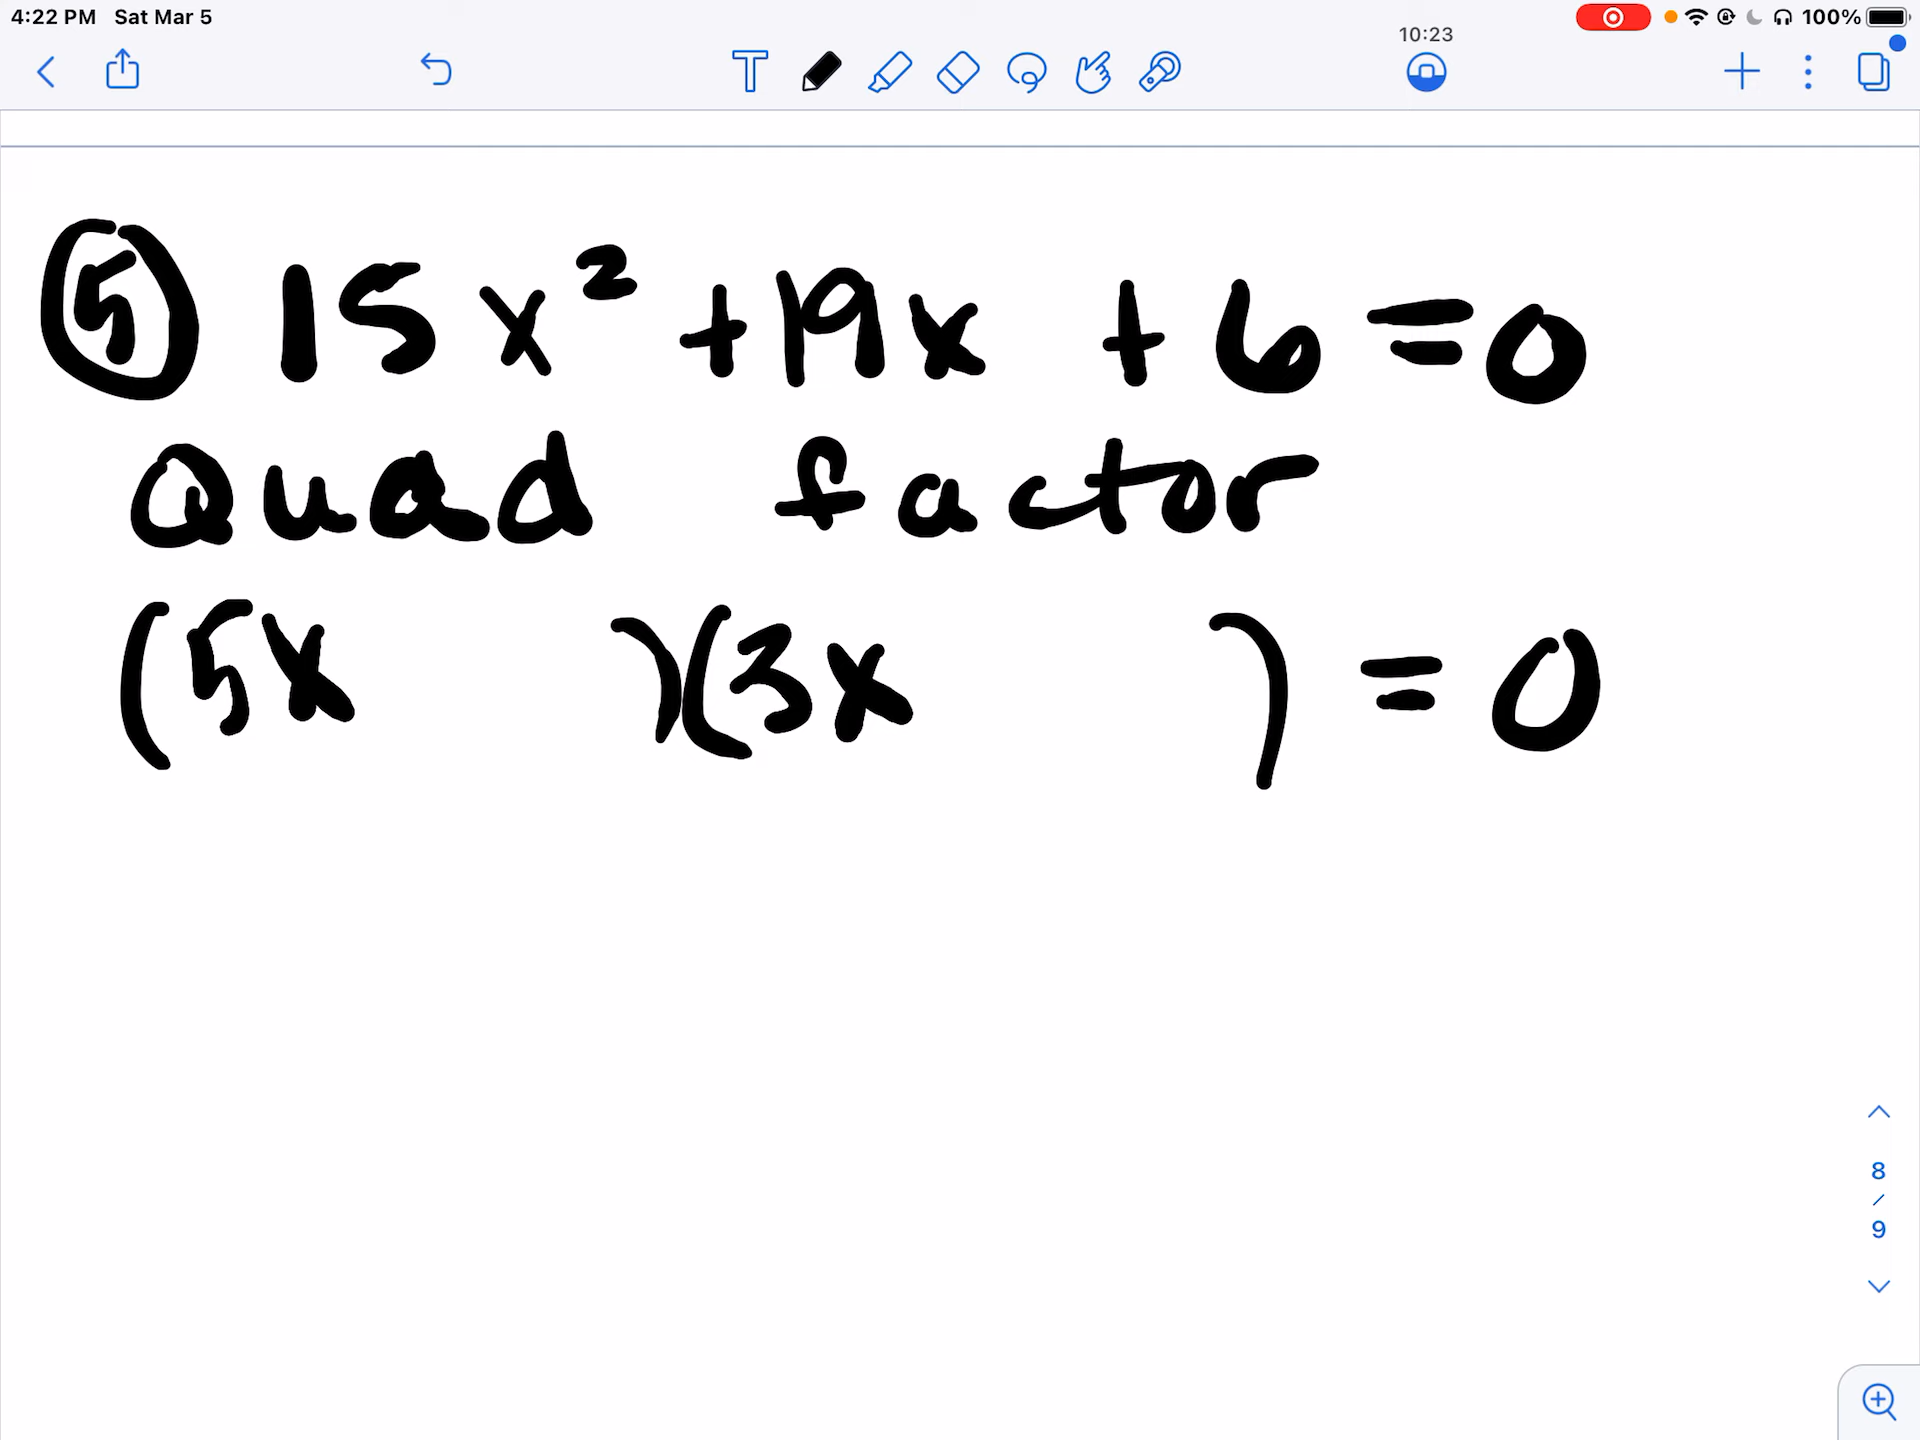 4:22 PM Sat Mar 5
100%
10:23
T
5 15x² +19x +6=0
Quad factor
(5x )(3x ) = 0
8
/
9